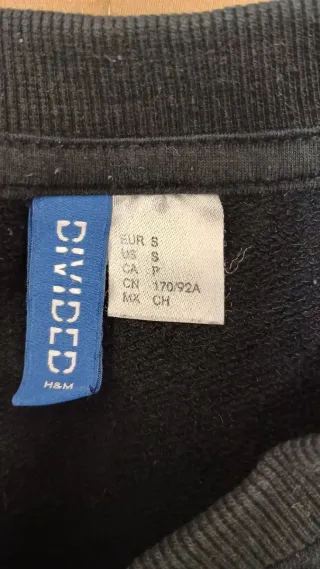 DIVIDED
H&M
EUR S
US S
CA P
CN 170/92A
MX CH